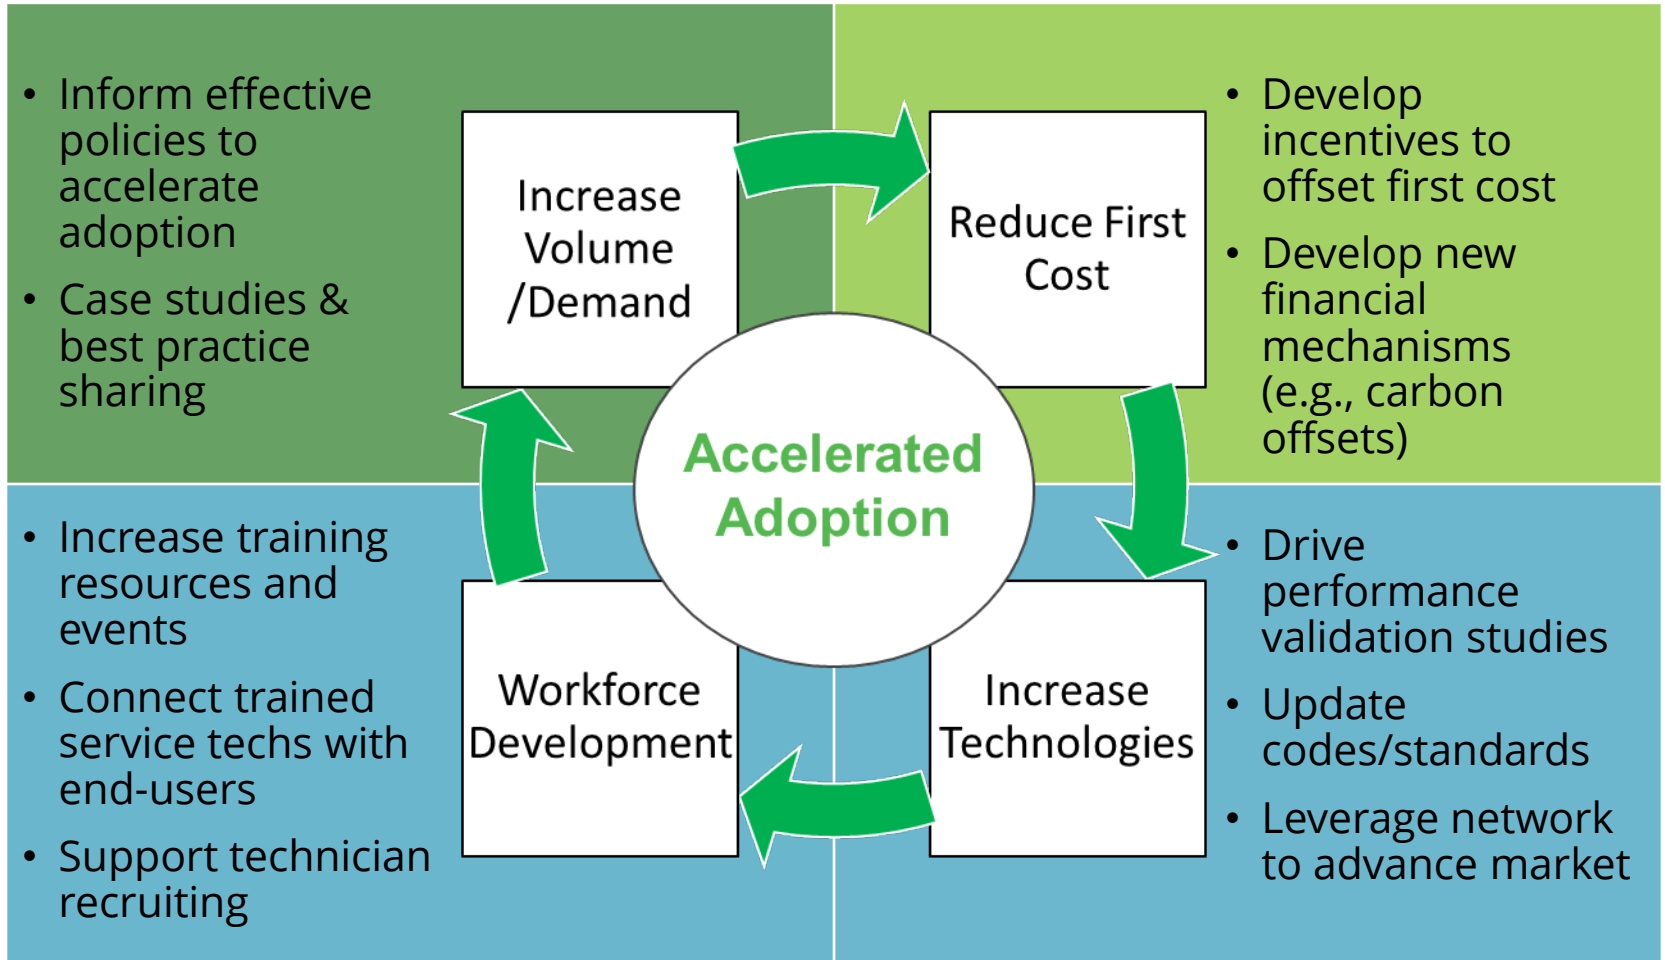 • Inform effective
policies to
accelerate
adoption
• Case studies &
best practice
sharing
Increase
Volume
/Demand
Reduce First
Cost
• Develop
incentives to
offset first cost
• Develop new
financial
mechanisms
(e.g., carbon
offsets)
Accelerated
Adoption
• Increase training
resources and
events
• Connect trained
service techs with
end-users
• Support technician
recruiting
Workforce
Development
Increase
Technologies
• Drive
performance
validation studies
• Update
codes/standards
• Leverage network
to advance market